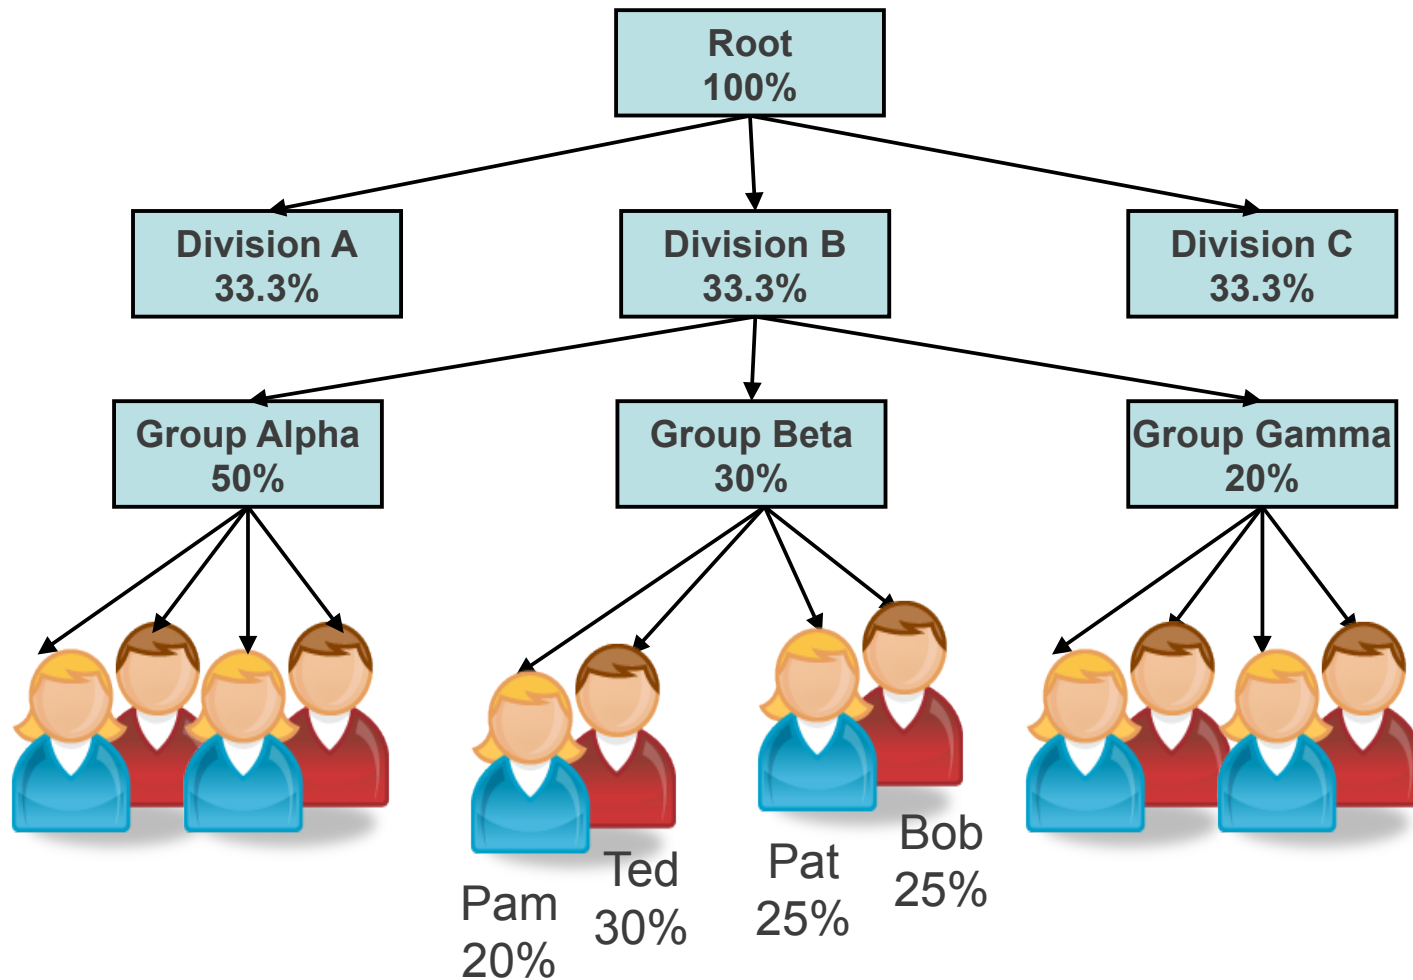 Root
100%
Division A
33.3%
Division B
33.3%
Division C
33.3%
Group Alpha
50%
Group Beta
30%
Group Gamma
20%
Pam
20%
Ted
30%
Pat
25%
Bob
25%